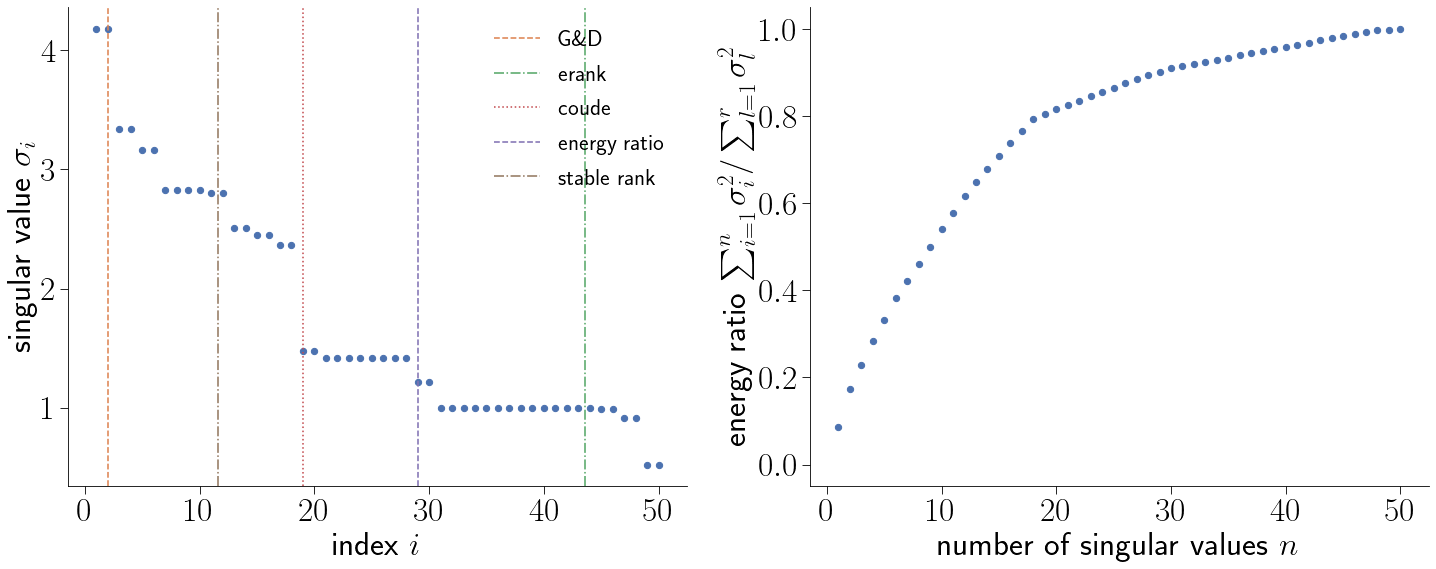 singular value σ_i
4
3
2
1
0 10 20 30 40 50
index i
G&D
erank
coude
energy ratio
stable rank
energy ratio ∑_{i=1}^{n} σ_i^2 / ∑_{l=1}^{r} σ_l^2
1.0
0.8
0.6
0.4
0.2
0.0
0 10 20 30 40 50
number of singular values n